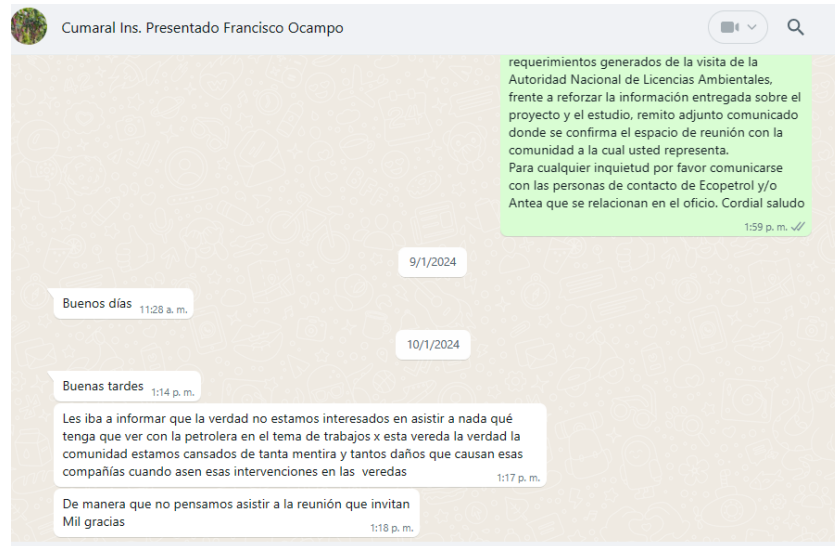 Cumaral Ins. Presentado Francisco Ocampo
requerimientos generados de la visita de la
Autoridad Nacional de Licencias Ambientales,
frente a reforzar la información entregada sobre el
proyecto y el estudio, remito adjunto comunicado
donde se confirma el espacio de reunión con la
comunidad a la cual usted representa.
Para cualquier inquietud por favor comunicarse
con las personas de contacto de Ecopetrol y/o
Antea que se relacionan en el oficio. Cordial saludo
1:59 p. m.
9/1/2024
Buenos días 11:28 a. m.
10/1/2024
Buenas tardes 1:14 p. m.
Les iba a informar que la verdad no estamos interesados en asistir a nada qué
tenga que ver con la petrolera en el tema de trabajos x esta vereda la verdad la
comunidad estamos cansados de tanta mentira y tantos daños que causan esas
compañías cuando asen esas intervenciones en las veredas
1:17 p. m.
De manera que no pensamos asistir a la reunión que invitan
Mil gracias
1:18 p. m.